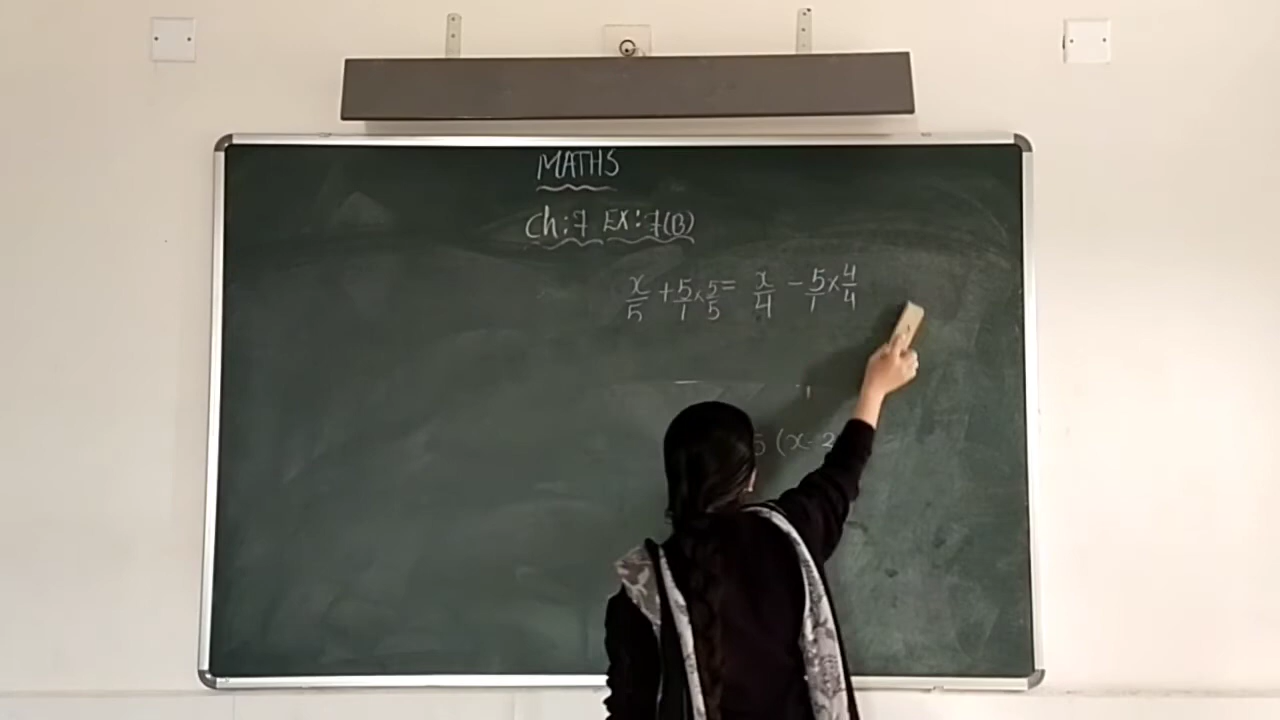 MATHS
Ch:7 EX:7(B)
x/5 + 5/1 × 5/5 = x/4 - 5/1 × 4/4
5 (x-2